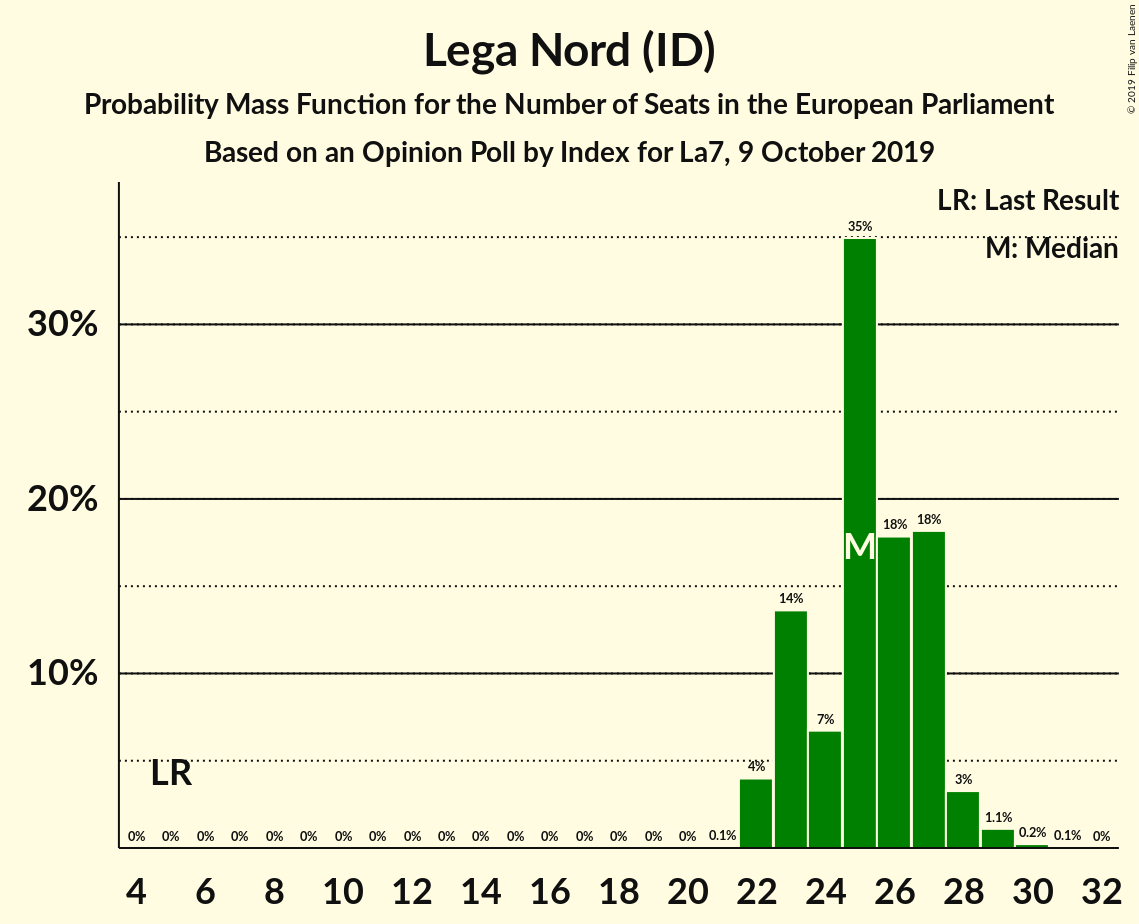 Lega Nord (ID)
Probability Mass Function for the Number of Seats in the European Parliament
Based on an Opinion Poll by Index for La7, 9 October 2019
© 2019 Filip van Laenen
LR: Last Result
M: Median
30%
20%
10%
LR
M
0% 0% 0% 0% 0% 0% 0% 0% 0% 0% 0% 0% 0% 0% 0% 0% 0% 0.1% 4% 14% 7% 35% 18% 18% 3% 1.1% 0.2% 0.1% 0%
4 6 8 10 12 14 16 18 20 22 24 26 28 30 32